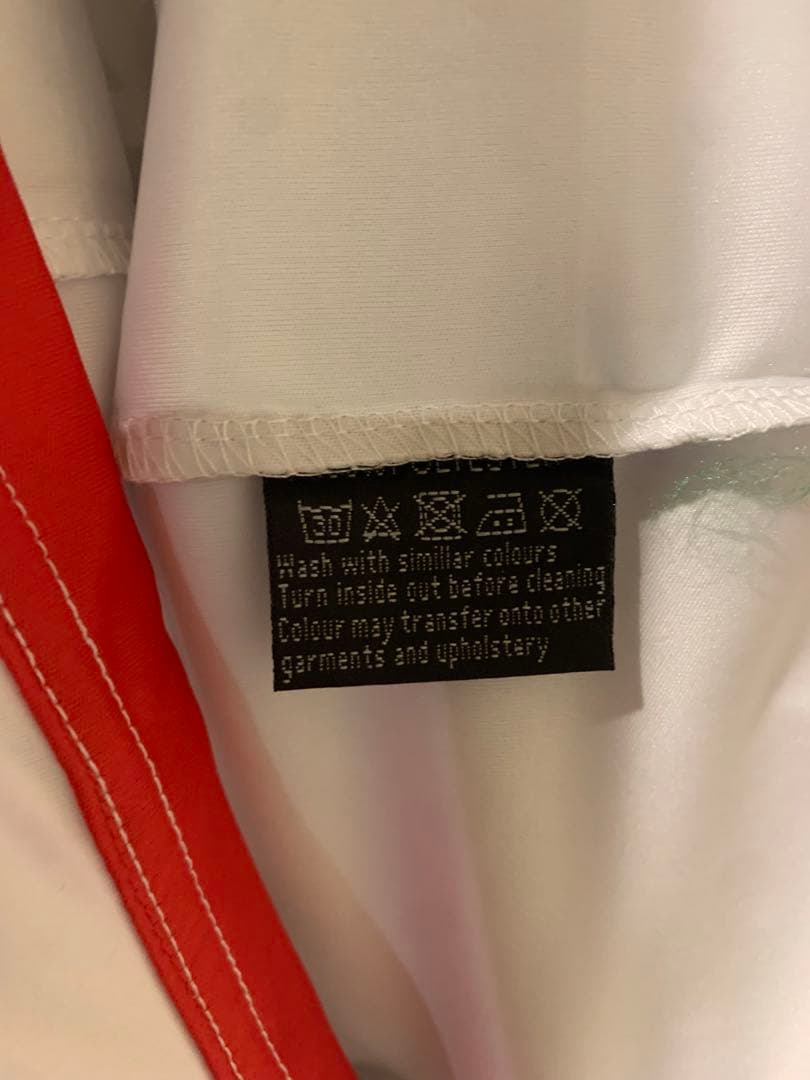 30
Wash with simillar colours
Turn inside out before cleaning
Colour may transfer onto other
garments and upholstery